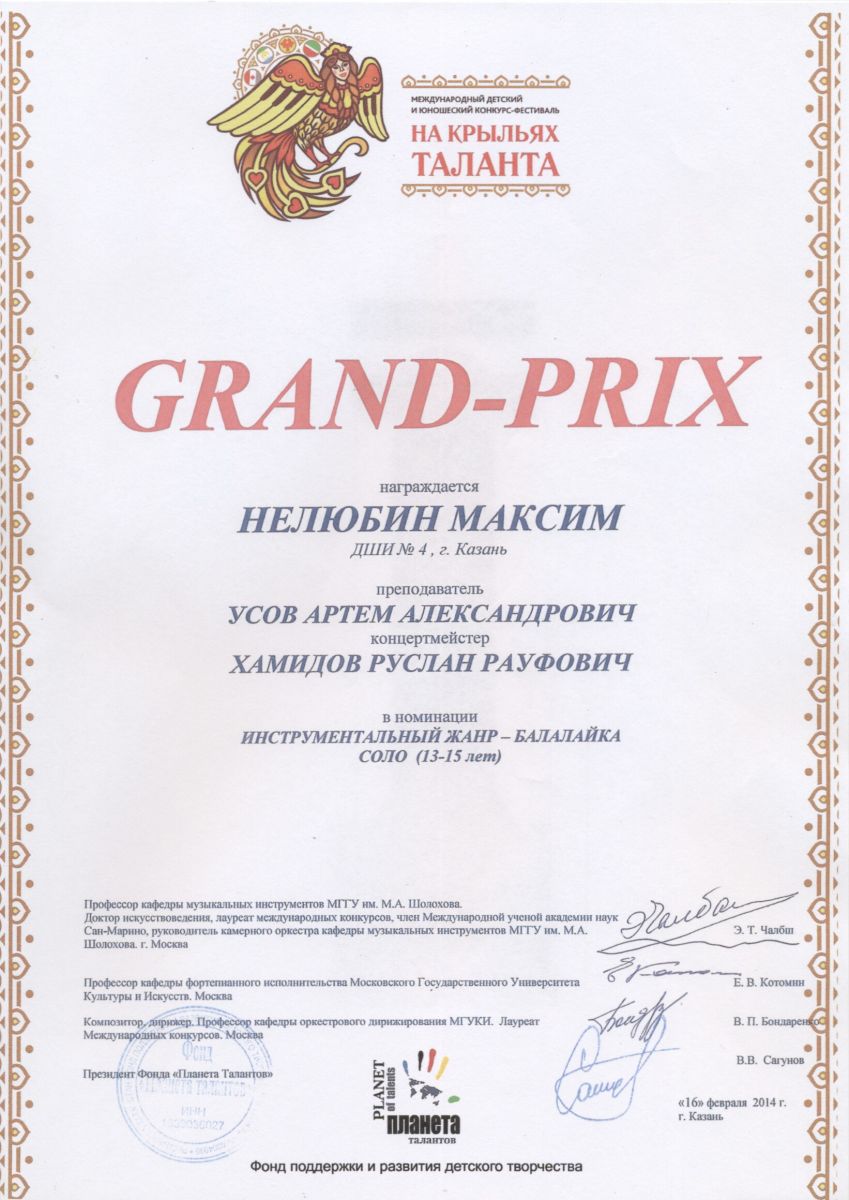 МЕЖДУНАРОДНЫЙ ДЕТСКИЙ
И ЮНОШЕСКИЙ КОНКУРС-ФЕСТИВАЛЬ
НА КРЫЛЬЯХ
ТАЛАНТА
GRAND-PRIX
награждается
НЕЛЮБИН МАКСИМ
ДШИ № 4 , г. Казань
преподаватель
УСОВ АРТЕМ АЛЕКСАНДРОВИЧ
концертмейстер
ХАМИДОВ РУСЛАН РАУФОВИЧ
в номинации
ИНСТРУМЕНТАЛЬНЫЙ ЖАНР – БАЛАЛАЙКА
СОЛО (13-15 лет)
Профессор кафедры музыкальных инструментов МГГУ им. М.А. Шолохова.
Доктор искусствоведения, лауреат международных конкурсов, член Международной ученой академии наук
Сан-Марино, руководитель камерного оркестра кафедры музыкальных инструментов МГГУ им. М.А.
Шолохова. г. Москва
Э. Т. Чалбш
Профессор кафедры фортепианного исполнительства Московского Государственного Университета
Культуры и Искусств. Москва
Е. В. Котомин
Композитор, дирижер. Профессор кафедры оркестрового дирижирования МГУКИ. Лауреат
Международных конкурсов. Москва
В. П. Бондаренко
Президент Фонда «Планета Талантов»
В.В. Сагунов
Фонд
ИНН
PLANET
of talents
планета
талантов
«16» февраля 2014 г.
г. Казань
Фонд поддержки и развития детского творчества